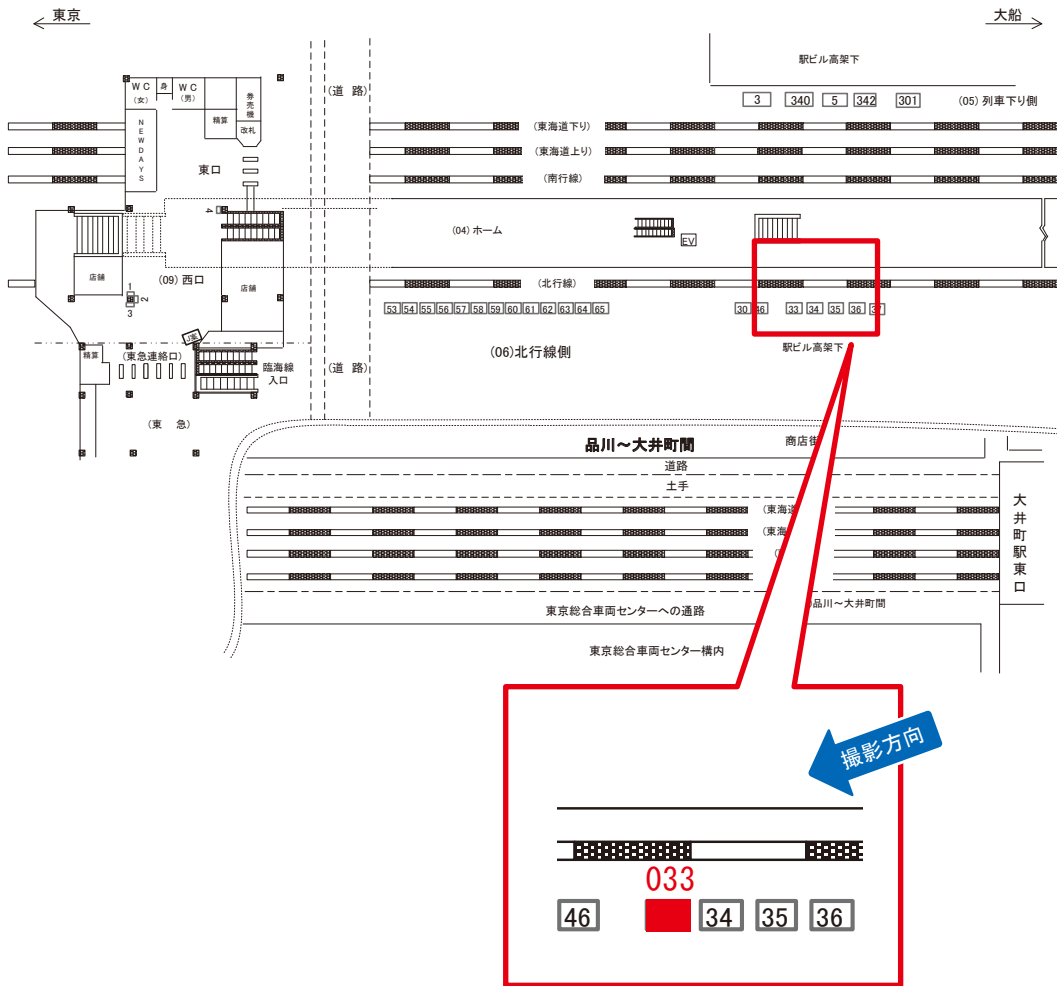 東京
大船
駅ビル高架下
3 340 5 342 301 (05) 列車下り側
WC
(女)
身
WC
(男)
券売機
精算
改札
NEWDAYS
東口
(道 路)
(東海道下り)
(東海道上り)
(南行線)
4
(04) ホーム
EV
店舗
(09) 西口
店舗
1
2
3
(北行線)
53 54 55 56 57 58 59 60 61 62 63 64 65
30 46 33 34 35 36 37
(06)北行線側
駅ビル高架下
精算
(東急連絡口)
臨海線
入口
(道 路)
(東 急)
品川～大井町間
商店街
道路
土手
(東海道
(東海
大井町駅東口
東京総合車両センターへの通路
品川～大井町間
東京総合車両センター構内
撮影方向
033
46 34 35 36